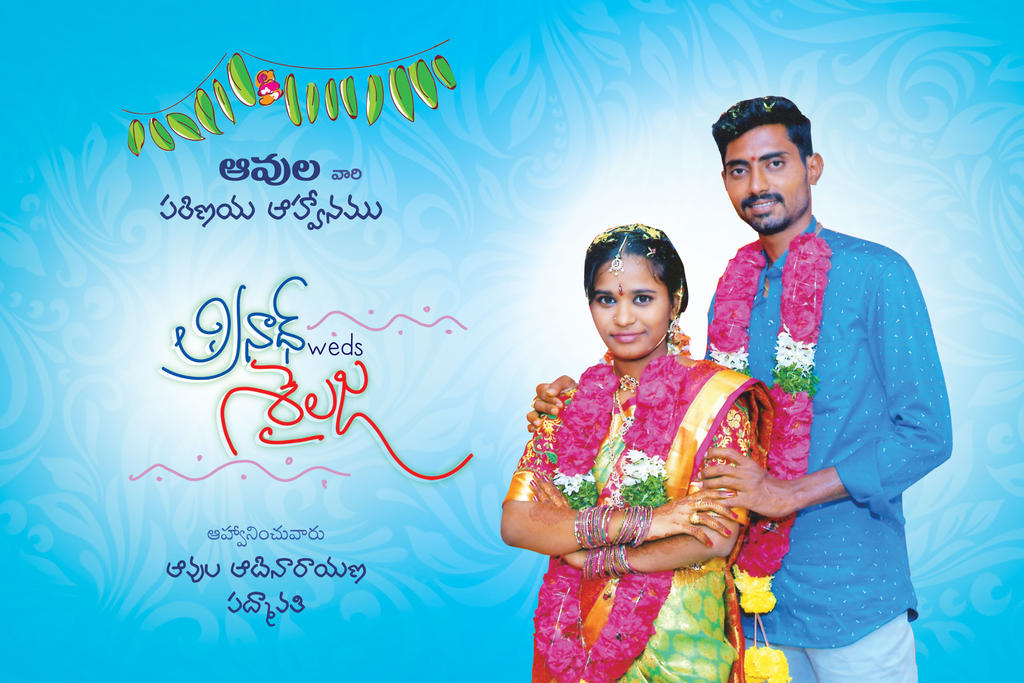 ఆవుల వారి
పరిణయ ఆహ్వేనము
శ్రీనాధ్ weds
శైలజ
ఆహ్వానించువారు
ఆవుల ఆదినారాయణ
పద్మావతి